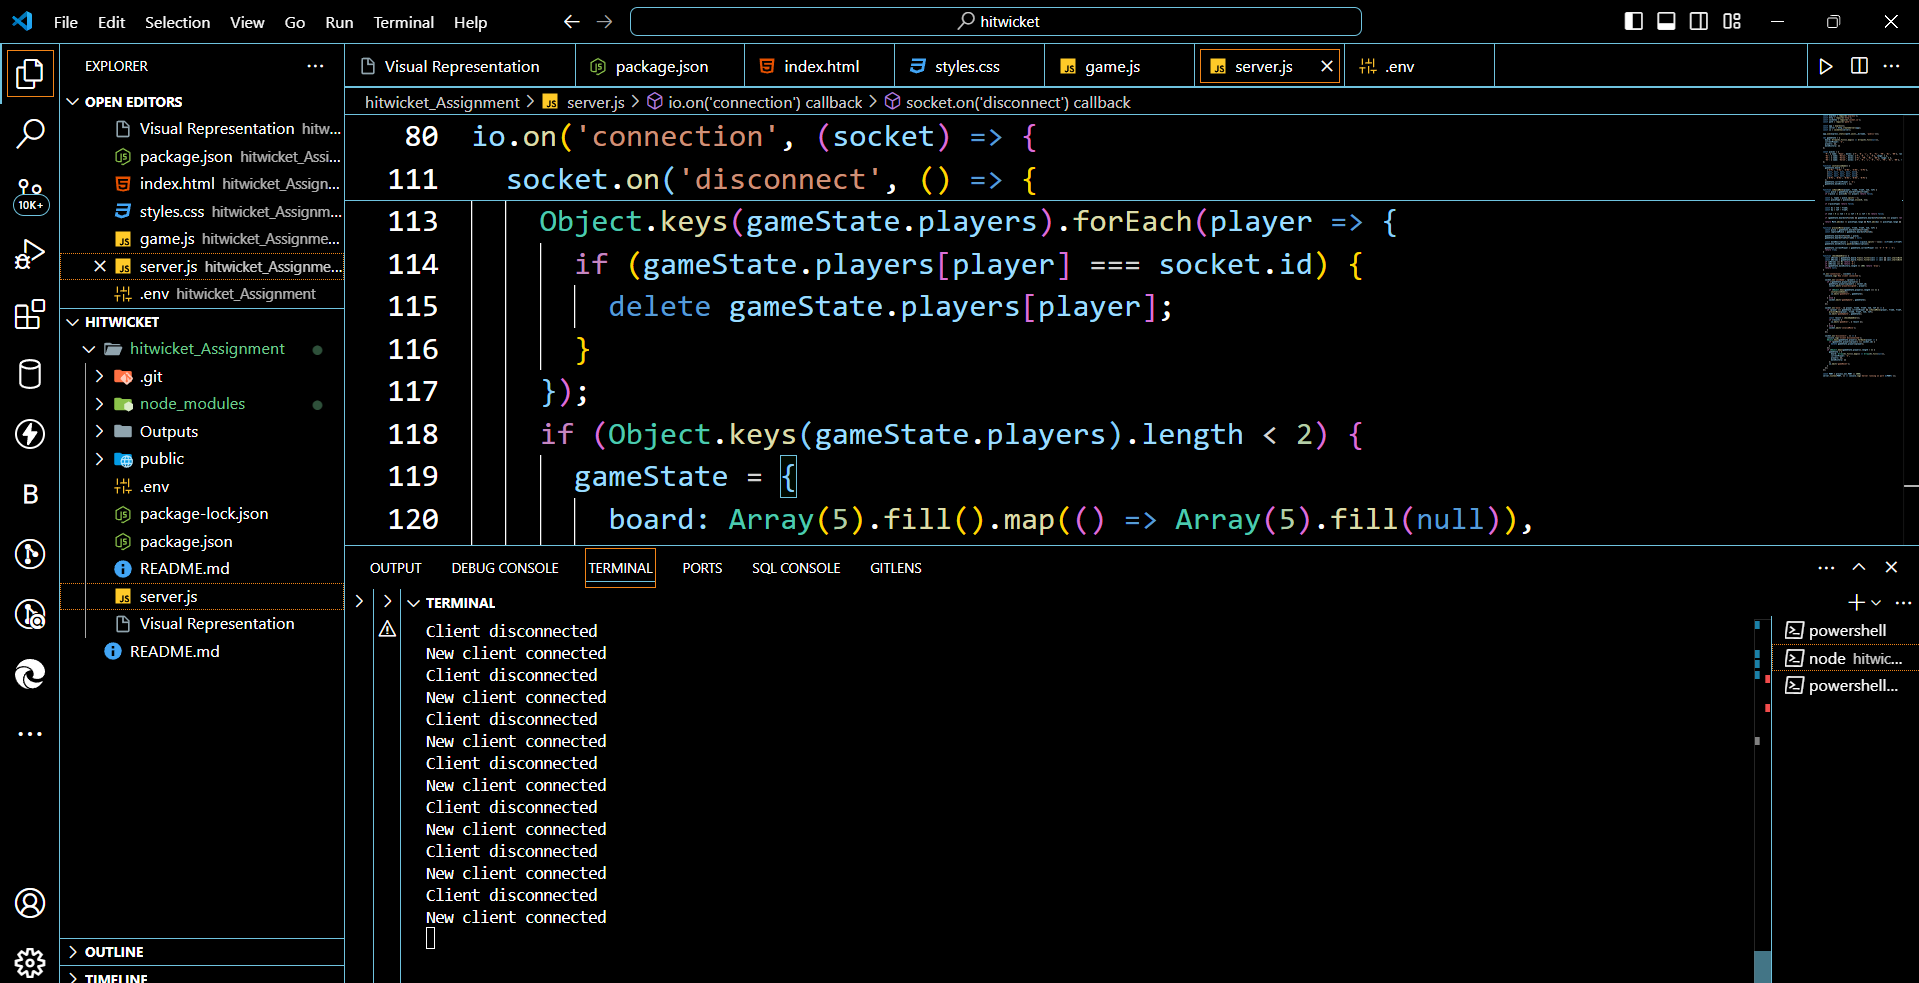 File Edit Selection View Go Run Terminal Help
hitwicket
EXPLORER
OPEN EDITORS
Visual Representation hitw...
package.json hitwicket_Assi...
index.html hitwicket_Assign...
styles.css hitwicket_Assignm...
game.js hitwicket_Assignme...
server.js hitwicket_Assignme...
.env hitwicket_Assignment
HITWICKET
hitwicket_Assignment
.git
node_modules
Outputs
public
.env
package-lock.json
package.json
README.md
server.js
Visual Representation
README.md
OUTLINE
TIMELINE
10K+
B
Visual Representation package.json index.html styles.css game.js server.js .env
hitwicket_Assignment > server.js > io.on('connection') callback > socket.on('disconnect') callback
80 io.on('connection', (socket) => {
111 socket.on('disconnect', () => {
113 Object.keys(gameState.players).forEach(player => {
114 if (gameState.players[player] === socket.id) {
115 delete gameState.players[player];
116 }
117 });
118 if (Object.keys(gameState.players).length < 2) {
119 gameState = {
120 board: Array(5).fill().map(() => Array(5).fill(null)),
OUTPUT DEBUG CONSOLE TERMINAL PORTS SQL CONSOLE GITLENS
TERMINAL
Client disconnected
New client connected
Client disconnected
New client connected
Client disconnected
New client connected
Client disconnected
New client connected
Client disconnected
New client connected
Client disconnected
New client connected
Client disconnected
New client connected
powershell
node hitwic...
powershell...